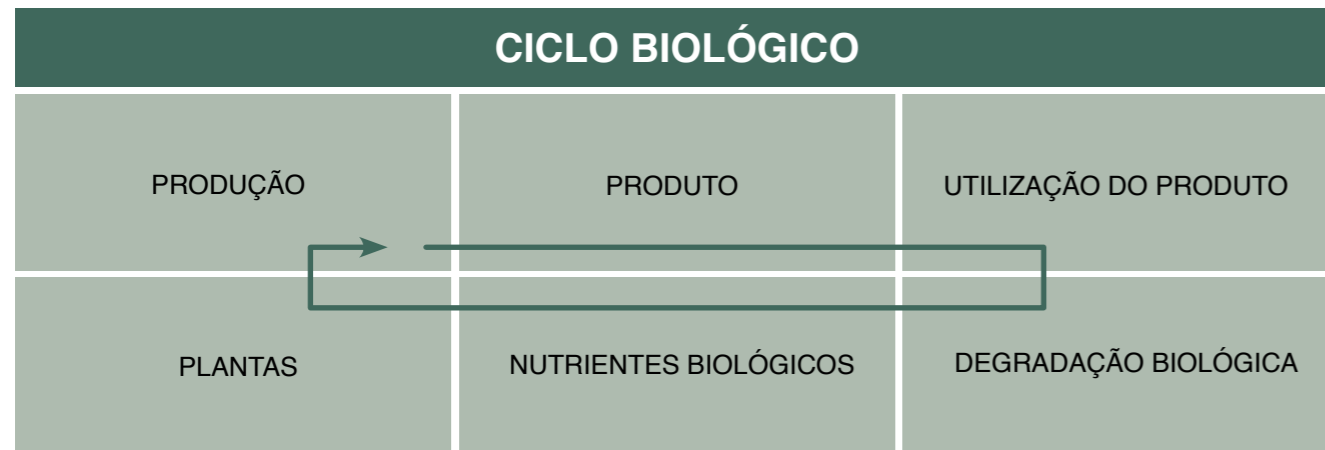 CICLO BIOLÓGICO
PRODUÇÃO
PRODUTO
UTILIZAÇÃO DO PRODUTO
PLANTAS
NUTRIENTES BIOLÓGICOS
DEGRADAÇÃO BIOLÓGICA